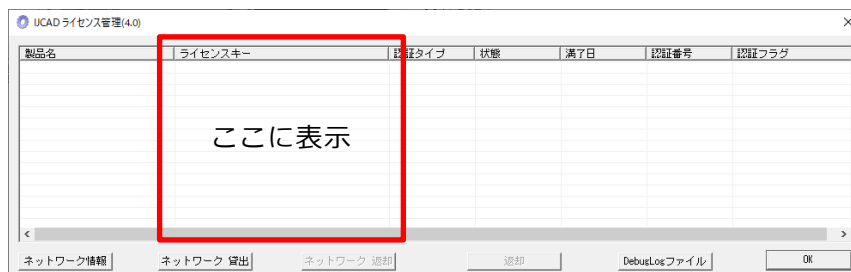 IJCAD ライセンス管理(4.0)
製品名 ライセンスキー 認証タイプ 状態 満了日 認証番号 認証フラグ
ここに表示
ネットワーク情報 ネットワーク 貸出 ネットワーク 返却 返却 DebugLogファイル OK